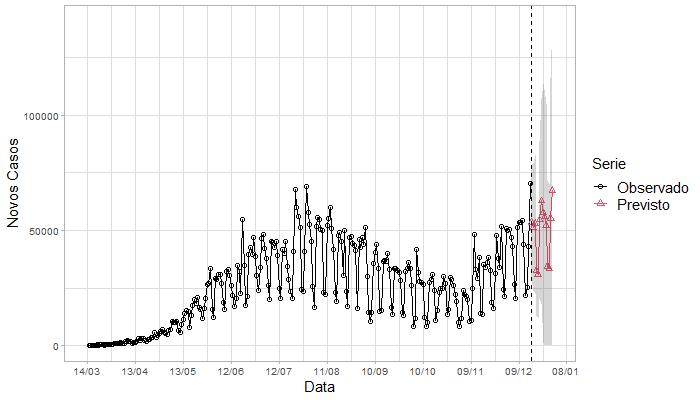 100000
50000
0
Novos Casos
14/03 13/04 13/05 12/06 12/07 11/08 10/09 10/10 09/11 09/12 08/01
Data
Serie
Observado
Previsto